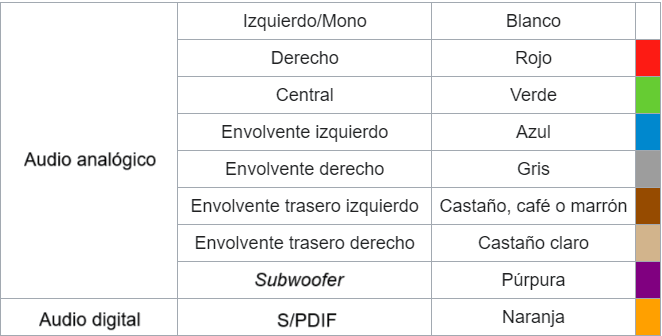 Izquierdo/Mono Blanco
Derecho Rojo
Central Verde
Envolvente izquierdo Azul
Audio analógico Envolvente derecho Gris
Envolvente trasero izquierdo Castaño, café o marrón
Envolvente trasero derecho Castaño claro
Subwoofer Púrpura
Audio digital S/PDIF Naranja